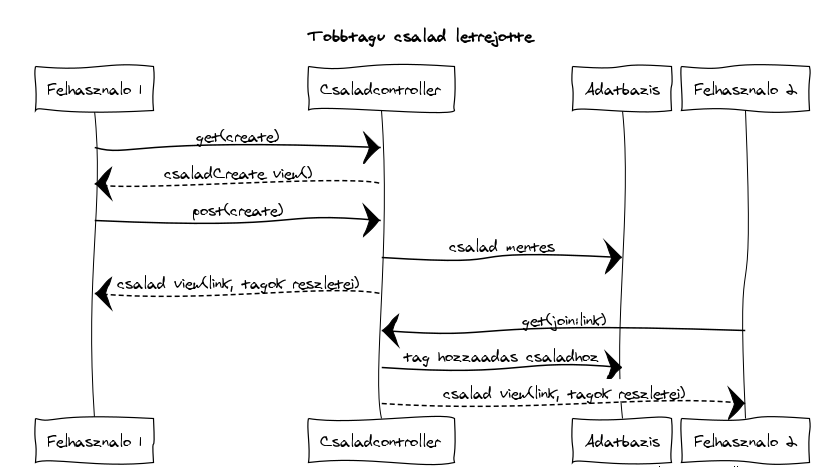 Tobbtagu csalad letrejotte
Felhasznalo 1
Csaladcontroller
Adatbazis
Felhasznalo 2
get(create)
csaladCreate view()
post(create)
csalad mentes
csalad view(link, tagok reszletei)
get(join:link)
tag hozzaadas csaladhoz
csalad view(link, tagok reszletei)
Felhasznalo 1
Csaladcontroller
Adatbazis
Felhasznalo 2